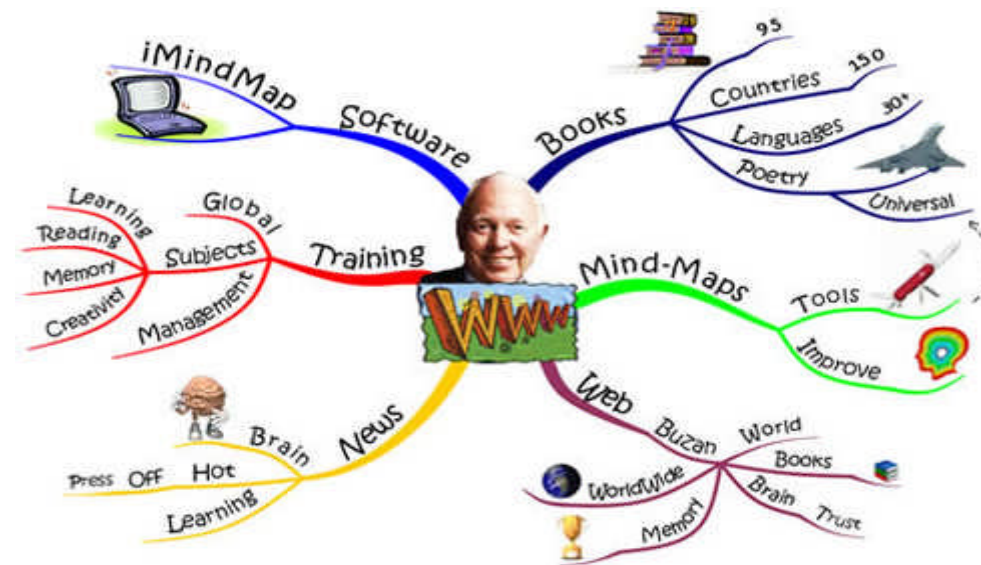 iMindMap
Software
Books
95
Countries 150
Languages 30+
Poetry
Universal
Training
Global
Subjects
Learning
Reading
Memory
Creativity
Management
WWW
Mind-Maps
Tools
Improve
News
Brain
Press Off Hot
Learning
Web
Buzan
World
Books
Brain Trust
WorldWide
Memory